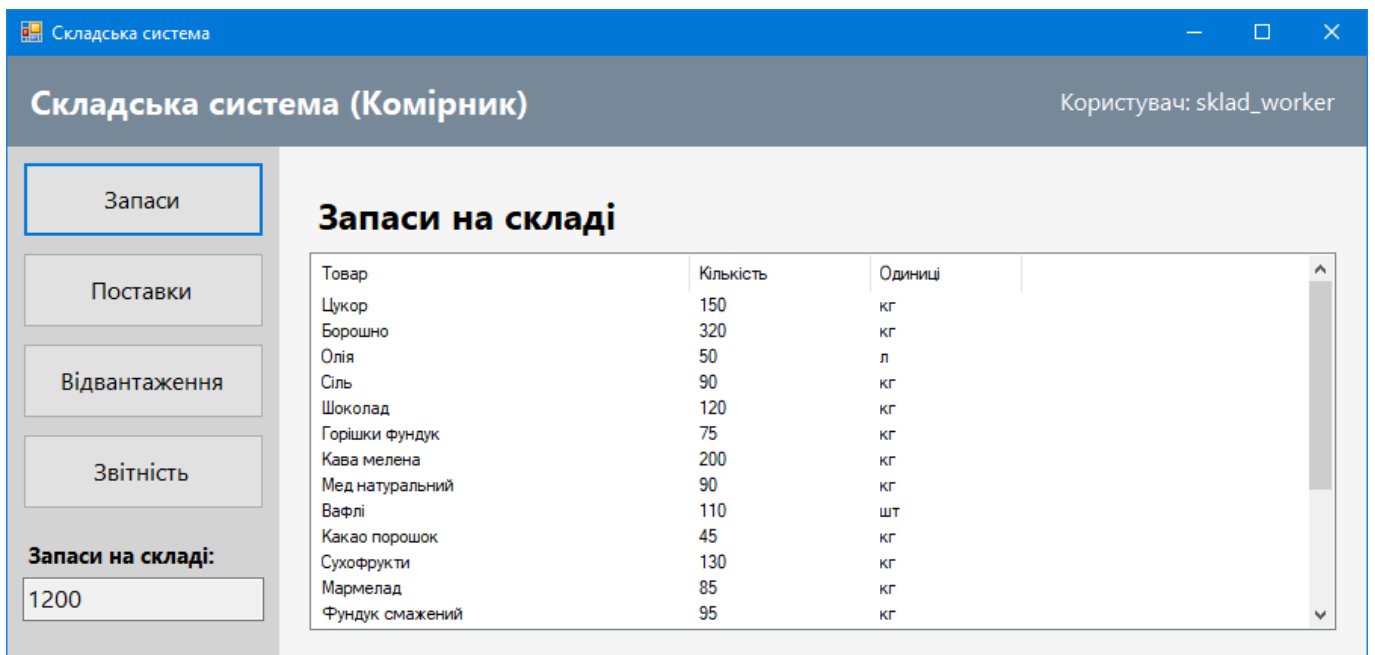 Складська система
Складська система (Комірник)
Користувач: sklad_worker
Запаси
Поставки
Відвантаження
Звітність
Запаси на складі:
1200
Запаси на складі
Товар Кількість Одиниці
Цукор 150 кг
Борошно 320 кг
Олія 50 л
Сіль 90 кг
Шоколад 120 кг
Горішки фундук 75 кг
Кава мелена 200 кг
Мед натуральний 90 кг
Вафлі 110 шт
Какао порошок 45 кг
Сухофрукти 130 кг
Мармелад 85 кг
Фундук смажений 95 кг